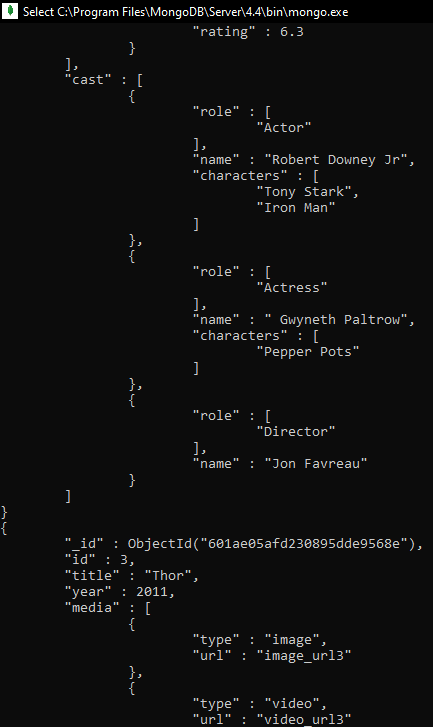 Select C:\Program Files\MongoDB\Server\4.4\bin\mongo.exe
"rating" : 6.3
}
],
"cast" : [
{
"role" : [
"Actor"
],
"name" : "Robert Downey Jr",
"characters" : [
"Tony Stark",
"Iron Man"
]
},
{
"role" : [
"Actress"
],
"name" : " Gwyneth Paltrow",
"characters" : [
"Pepper Pots"
]
},
{
"role" : [
"Director"
],
"name" : "Jon Favreau"
}
]
}
{
"_id" : ObjectId("601ae05afd230895dde9568e"),
"id" : 3,
"title" : "Thor",
"year" : 2011,
"media" : [
{
"type" : "image",
"url" : "image_url3"
},
{
"type" : "video",
"url" : "video_url3"